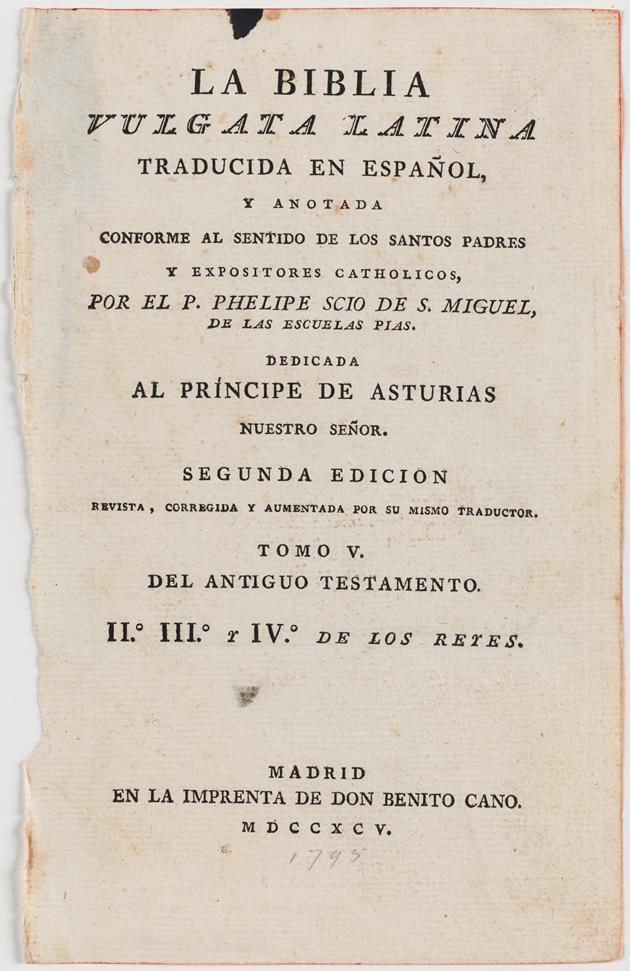 LA BIBLIA
VULGATA LATINA
TRADUCIDA EN ESPAÑOL,
Y ANOTADA
CONFORME AL SENTIDO DE LOS SANTOS PADRES
Y EXPOSITORES CATHOLICOS,
POR EL P. PHELIPE SCIO DE S. MIGUEL,
DE LAS ESCUELAS PIAS.
DEDICADA
AL PRÍNCIPE DE ASTURIAS
NUESTRO SEÑOR.
SEGUNDA EDICION
REVISTA, CORREGIDA Y AUMENTADA POR SU MISMO TRADUCTOR.
TOMO V.
DEL ANTIGUO TESTAMENTO.
II.º III.º Y IV.º DE LOS REYES.
MADRID
EN LA IMPRENTA DE DON BENITO CANO.
MDCCXCV.
1795